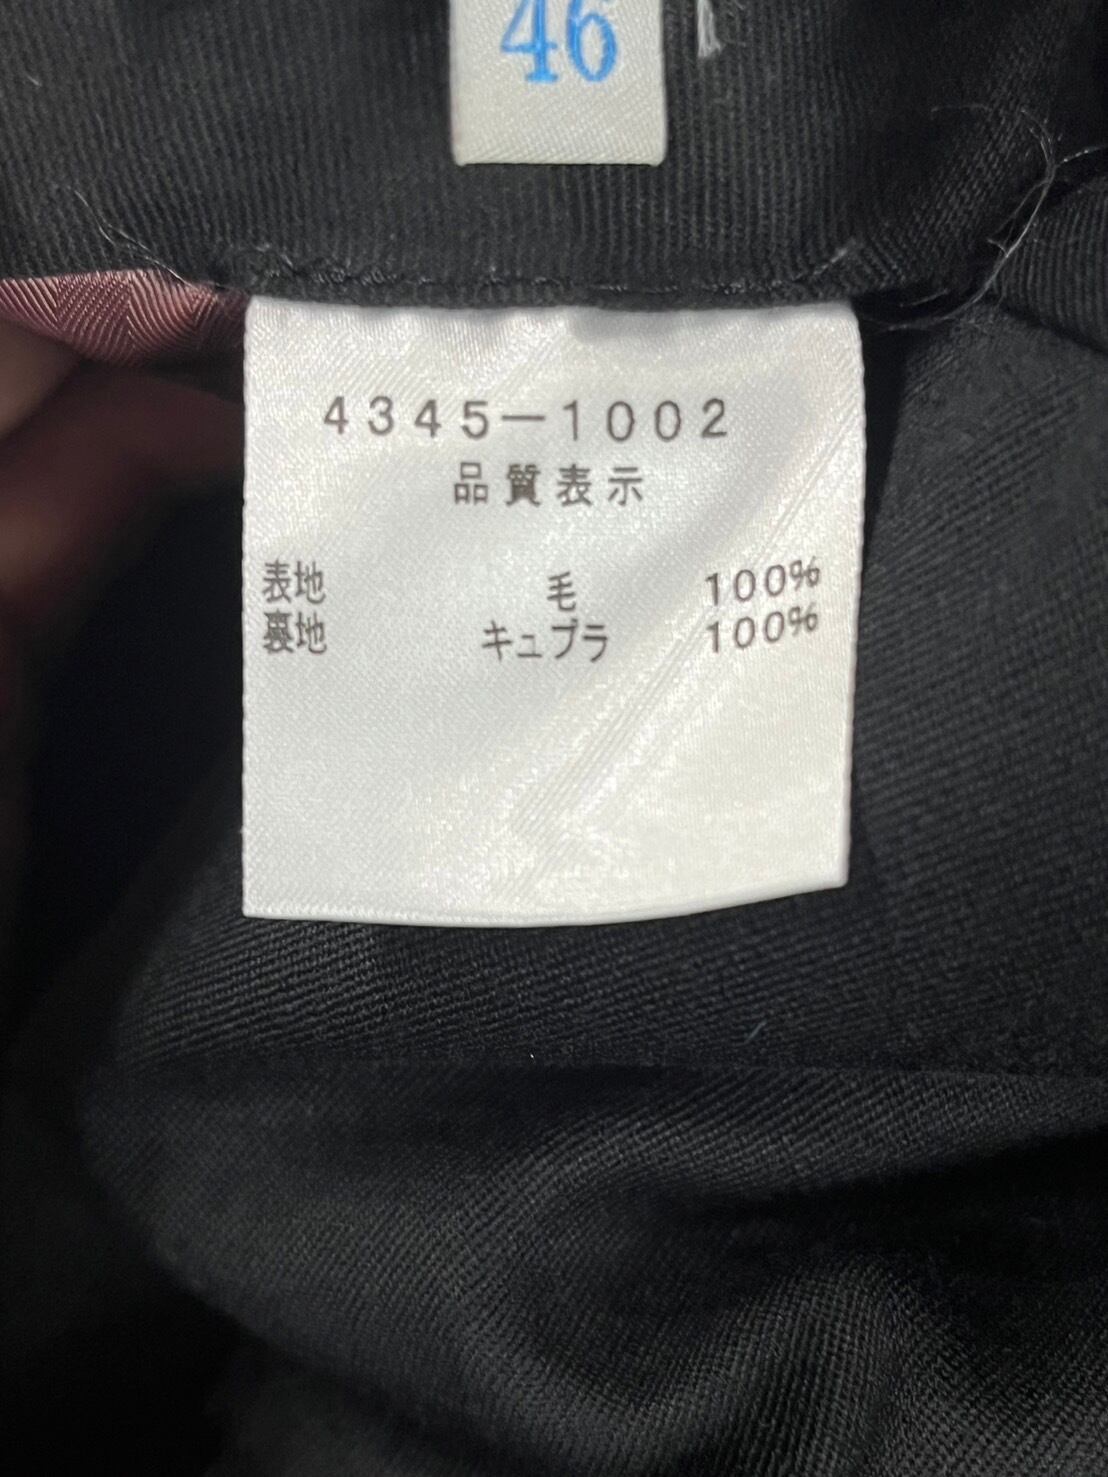 46
4345-1002
品質表示
表地 毛 100%
裏地 キュプラ 100%